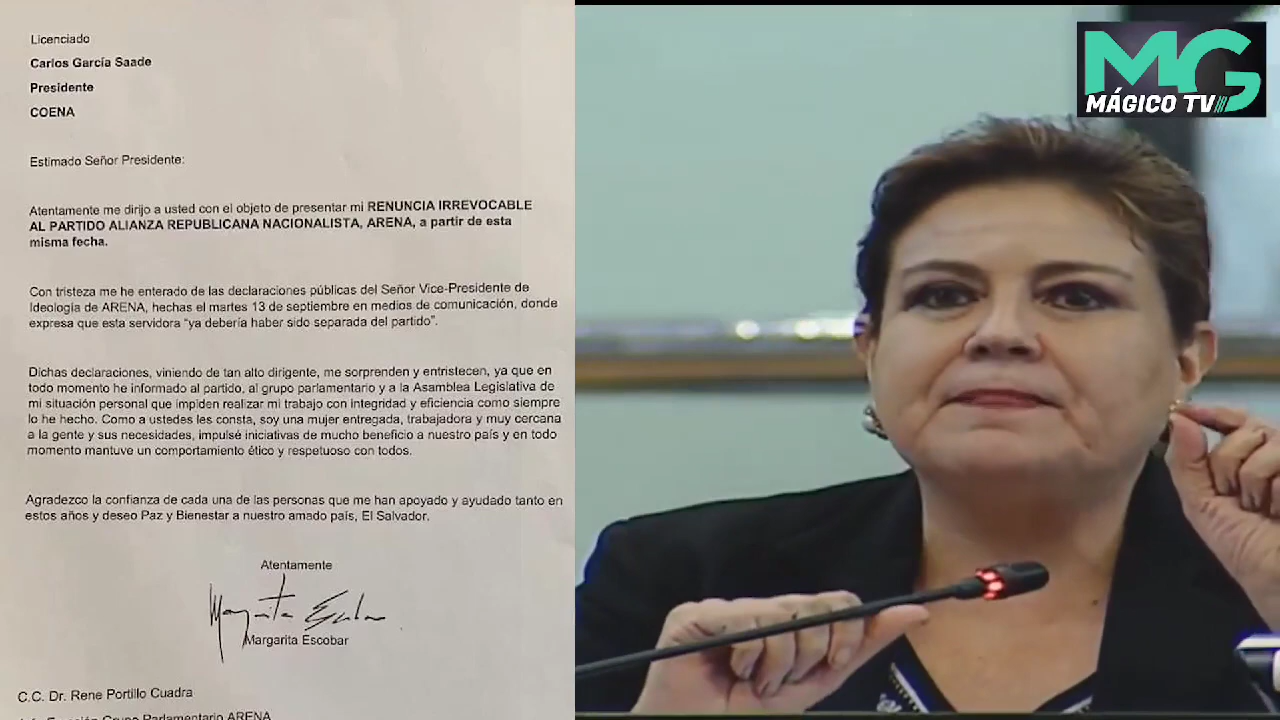 Licenciado
Carlos García Saade
Presidente
COENA
Estimado Señor Presidente:
Atentamente me dirijo a usted con el objeto de presentar mi RENUNCIA IRREVOCABLE
AL PARTIDO ALIANZA REPUBLICANA NACIONALISTA, ARENA, a partir de esta
misma fecha.
Con tristeza me he enterado de las declaraciones públicas del Señor Vice-Presidente de
Ideología de ARENA, hechas el martes 13 de septiembre en medios de comunicación, donde
expresa que esta servidora “ya debería haber sido separada del partido”.
Dichas declaraciones, viniendo de tan alto dirigente, me sorprenden y entristecen, ya que en
todo momento he informado al partido, al grupo parlamentario y a la Asamblea Legislativa de
mi situación personal que impiden realizar mi trabajo con integridad y eficiencia como siempre
lo he hecho. Como a ustedes les consta, soy una mujer entregada, trabajadora y muy cercana
a la gente y sus necesidades, impulsé iniciativas de mucho beneficio a nuestro país y en todo
momento mantuve un comportamiento ético y respetuoso con todos.
Agradezco la confianza de cada una de las personas que me han apoyado y ayudado tanto en
estos años y deseo Paz y Bienestar a nuestro amado país, El Salvador.
Atentamente
Margarita Escobar
Margarita Escobar
C.C. Dr. Rene Portillo Cuadra
Grupo Parlamentario ARENA
MG
MÁGICO TV